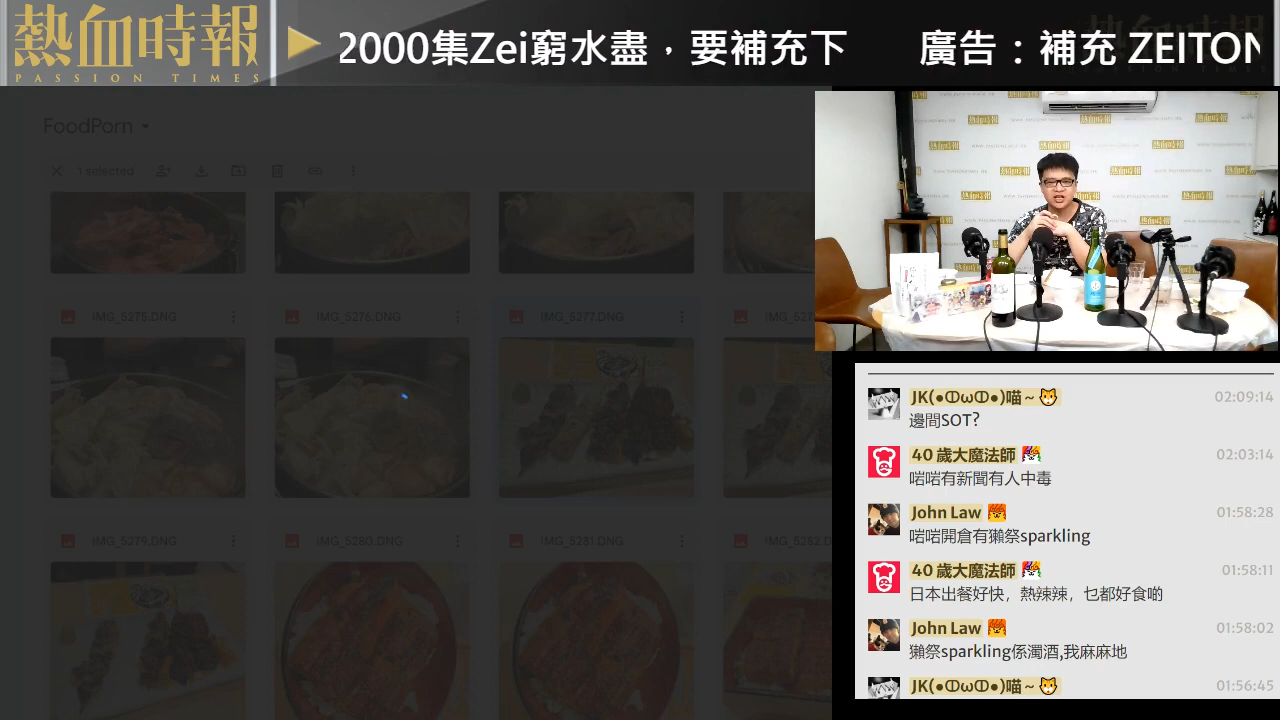 熱血時報
PASSION TIMES
2000集Zei窮水盡，要補充下
廣告：補充 ZEITON
FoodPorn
1 selected
IMG_5275.DNG
IMG_5276.DNG
IMG_5277.DNG
IMG_527
IMG_5279.DNG
IMG_5280.DNG
IMG_5281.DNG
IMG_5282.D
熱血時報
JK(●ↀωↀ●)喵～
02:09:14
邊間SOT?
40 歲大魔法師
02:03:14
啱啱有新聞有人中毒
John Law
01:58:28
啱啱開倉有獺祭sparkling
40 歲大魔法師
01:58:11
日本出餐好快，熱辣辣，乜都好食啲
John Law
01:58:02
獺祭sparkling係濁酒,我麻麻地
JK(●ↀωↀ●)喵～
01:56:45